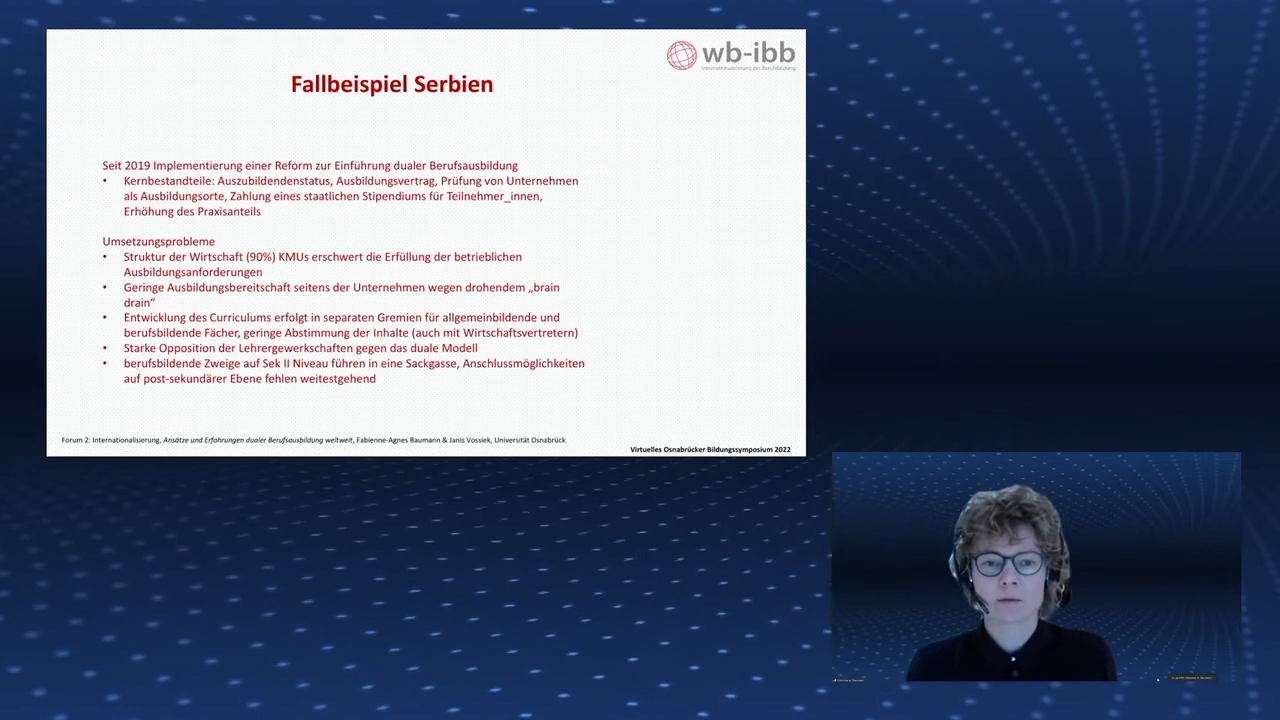 wb-ibb
Internationalisierung der Berufsbildung
Fallbeispiel Serbien
Seit 2019 Implementierung einer Reform zur Einführung dualer Berufsausbildung
• Kernbestandteile: Auszubildendenstatus, Ausbildungsvertrag, Prüfung von Unternehmen
als Ausbildungsorte, Zahlung eines staatlichen Stipendiums für Teilnehmer_innen,
Erhöhung des Praxisanteils
Umsetzungsprobleme
• Struktur der Wirtschaft (90%) KMUs erschwert die Erfüllung der betrieblichen
Ausbildungsanforderungen
• Geringe Ausbildungsbereitschaft seitens der Unternehmen wegen drohendem „brain
drain“
• Entwicklung des Curriculums erfolgt in separaten Gremien für allgemeinbildende und
berufsbildende Fächer, geringe Abstimmung der Inhalte (auch mit Wirtschaftsvertretern)
• Starke Opposition der Lehrergewerkschaften gegen das duale Modell
• berufsbildende Zweige auf Sek II Niveau führen in eine Sackgasse, Anschlussmöglichkeiten
auf post-sekundärer Ebene fehlen weitestgehend
Forum 2: Internationalisierung, Ansätze und Erfahrungen dualer Berufsausbildung weltweit, Fabienne-Agnes Baumann & Janis Vossiek, Universität Osnabrück
Virtuelles Osnabrücker Bildungssymposium 2022